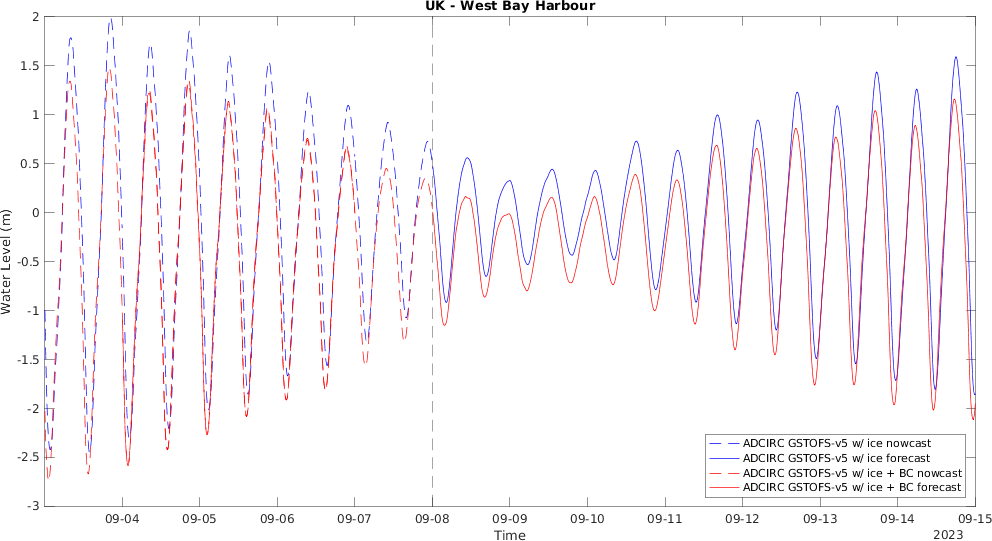 UK - West Bay Harbour
2
1.5
1
0.5
0
-0.5
-1
-1.5
-2
-2.5
-3
Water Level (m)
ADCIRC GSTOFS-v5 w/ ice nowcast
ADCIRC GSTOFS-v5 w/ ice forecast
ADCIRC GSTOFS-v5 w/ ice + BC nowcast
ADCIRC GSTOFS-v5 w/ ice + BC forecast
09-04 09-05 09-06 09-07 09-08 09-09 09-10 09-11 09-12 09-13 09-14 09-15
Time
2023